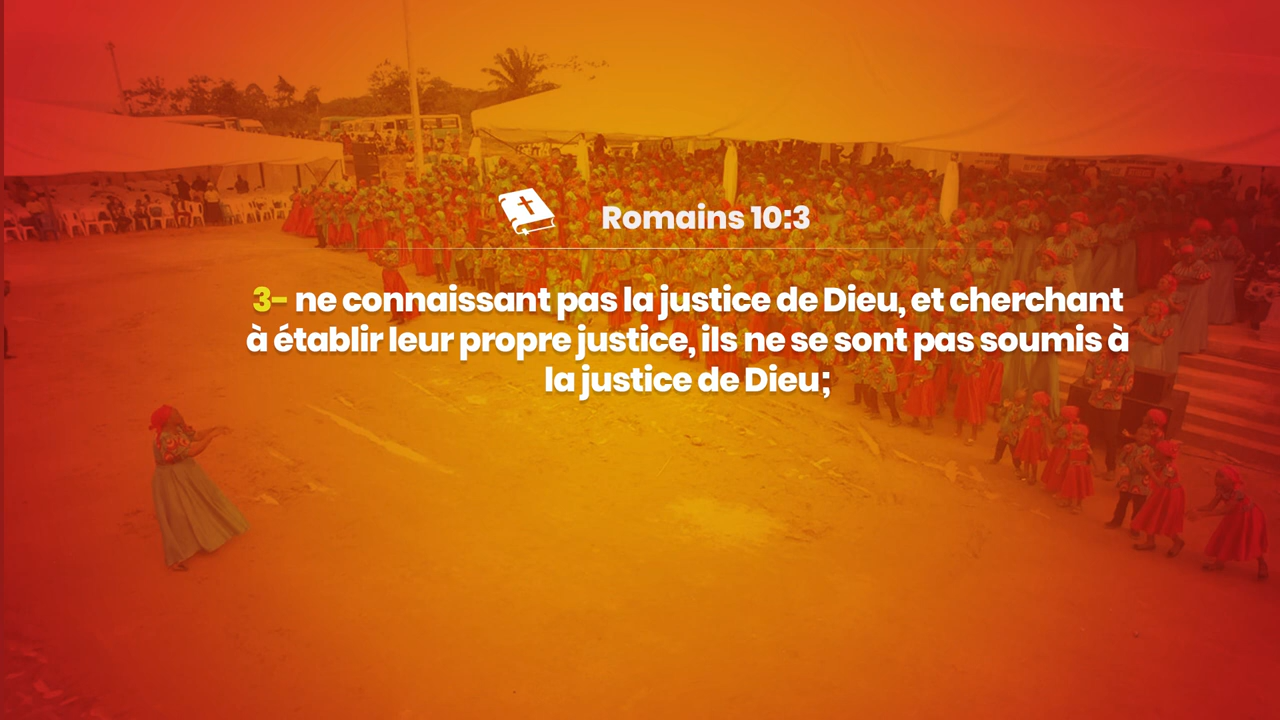 Romains 10:3
3- ne connaissant pas la justice de Dieu, et cherchant
à établir leur propre justice, ils ne se sont pas soumis à
la justice de Dieu;